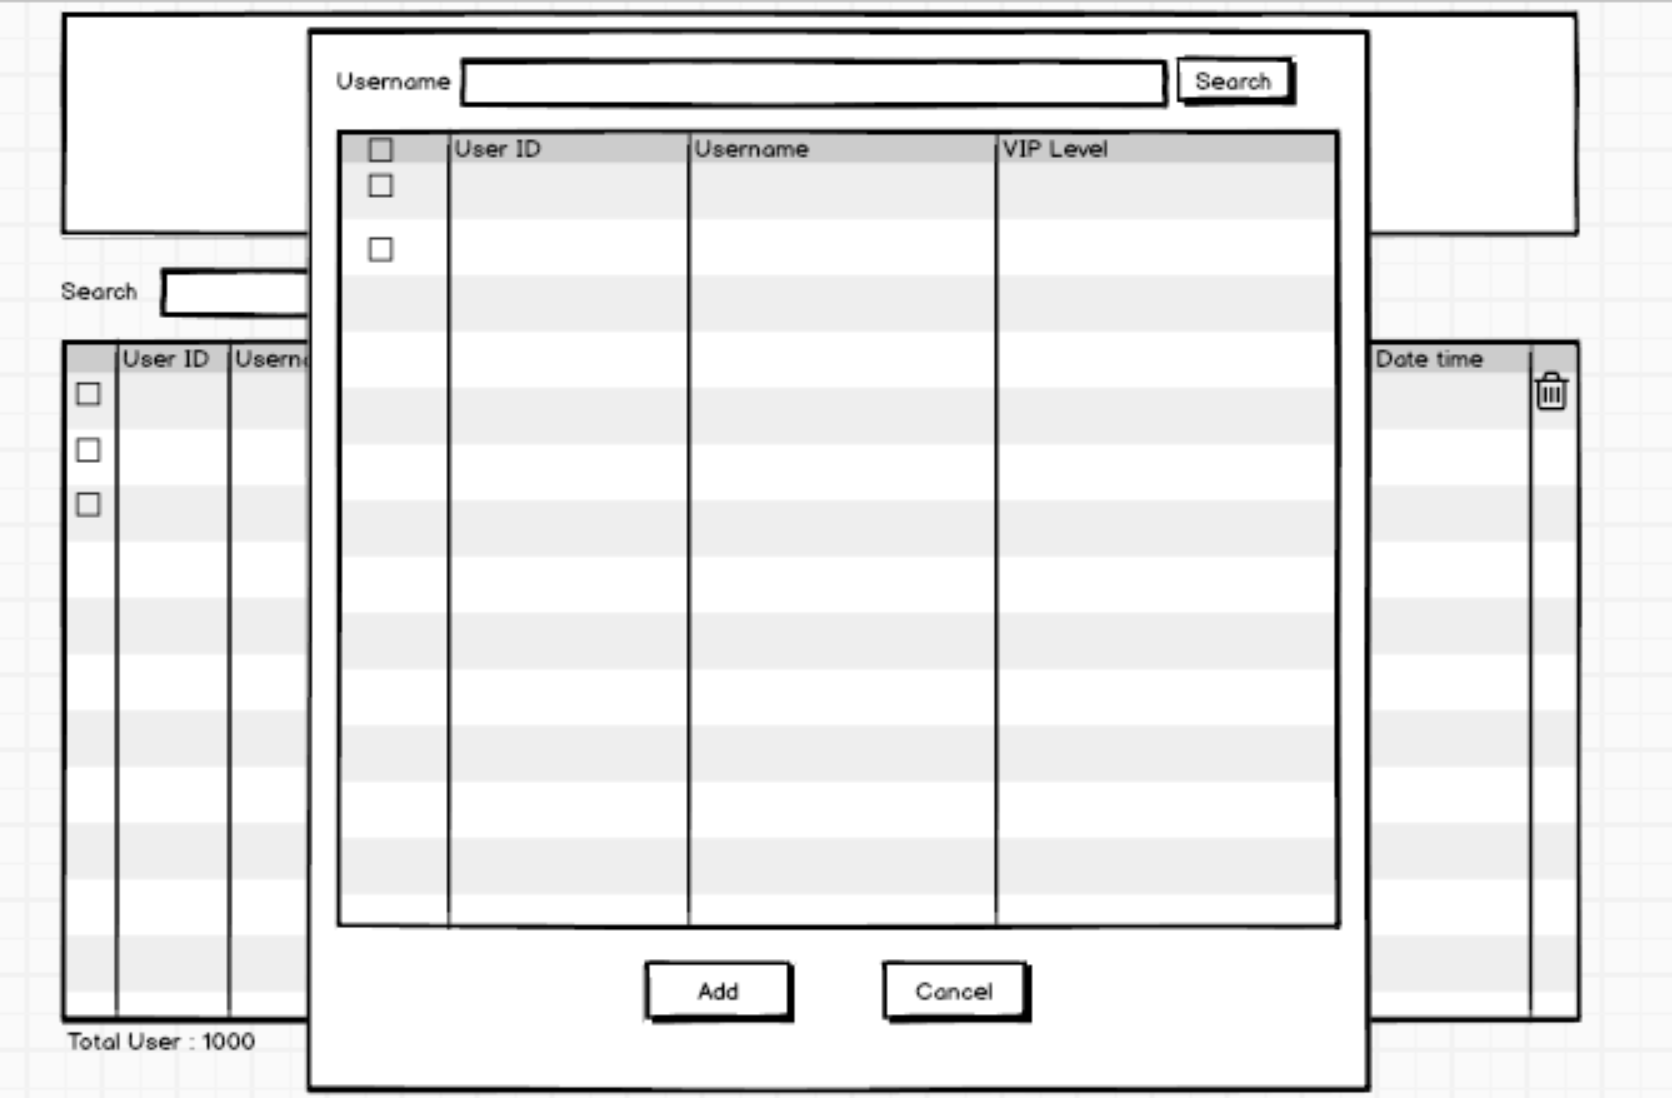 Username Search
User ID Username VIP Level
Search
User ID Date time
Add Cancel
Total User : 1000